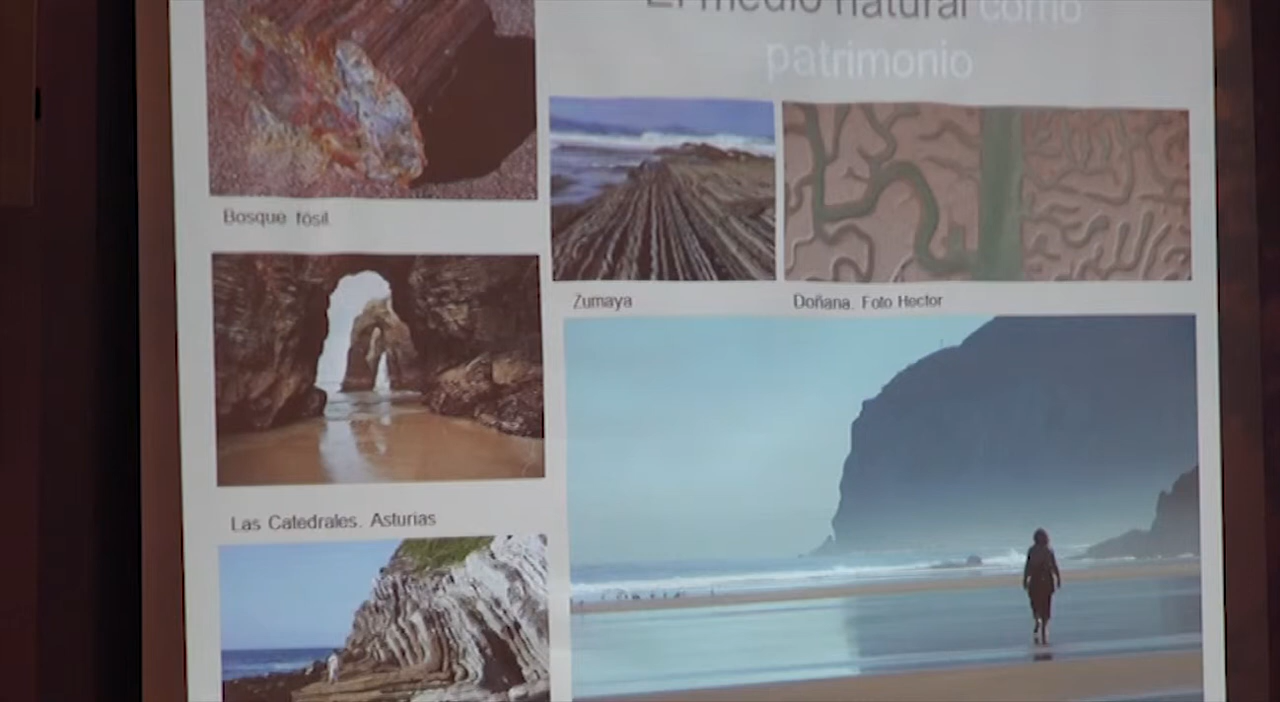 El medio natural como
patrimonio
Bosque fósil.
Zumaya
Doñana. Foto Hector
Las Catedrales. Asturias